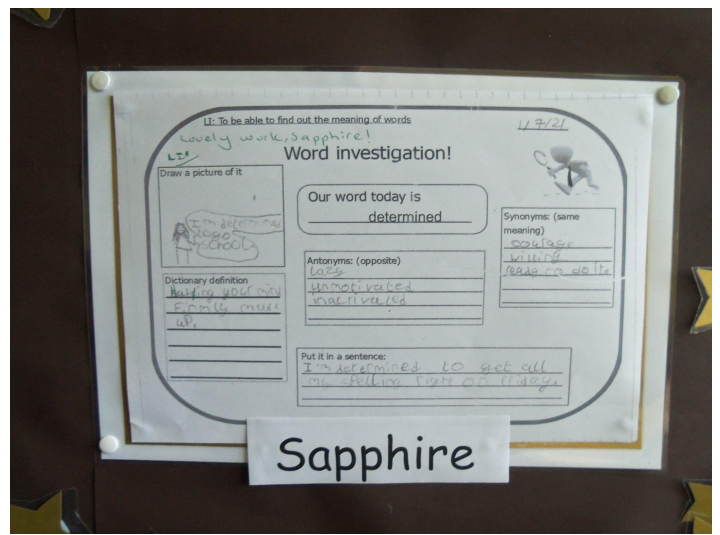 LI: To be able to find out the meaning of words
1/7/21
Lovely work, Sapphire!
Word investigation!
Draw a picture of it
I'm determined
to go
school
Our word today is
determined
Synonyms: (same
meaning)
courage
willing
ready to do it
Antonyms: (opposite)
Lazy
unmotivated
inactivated
Dictionary definition
Having your mind
Firmly made
up.
Put it in a sentence:
I'm determined to get all
my spelling right on friday.
Sapphire